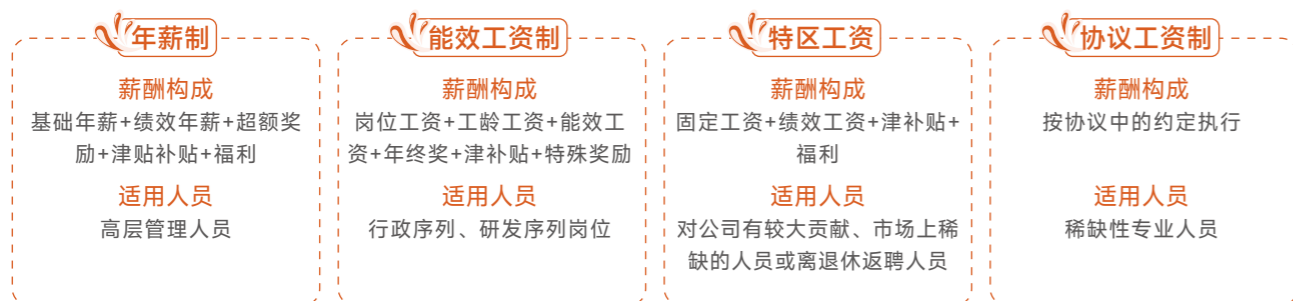 年薪制
薪酬构成
基础年薪+绩效年薪+超额奖
励+津贴补贴+福利
适用人员
高层管理人员
能效工资制
薪酬构成
岗位工资+工龄工资+能效工
资+年终奖+津补贴+特殊奖励
适用人员
行政序列、研发序列岗位
特区工资
薪酬构成
固定工资+绩效工资+津补贴+
福利
适用人员
对公司有较大贡献、市场上稀
缺的人员或离退休返聘人员
协议工资制
薪酬构成
按协议中的约定执行
适用人员
稀缺性专业人员